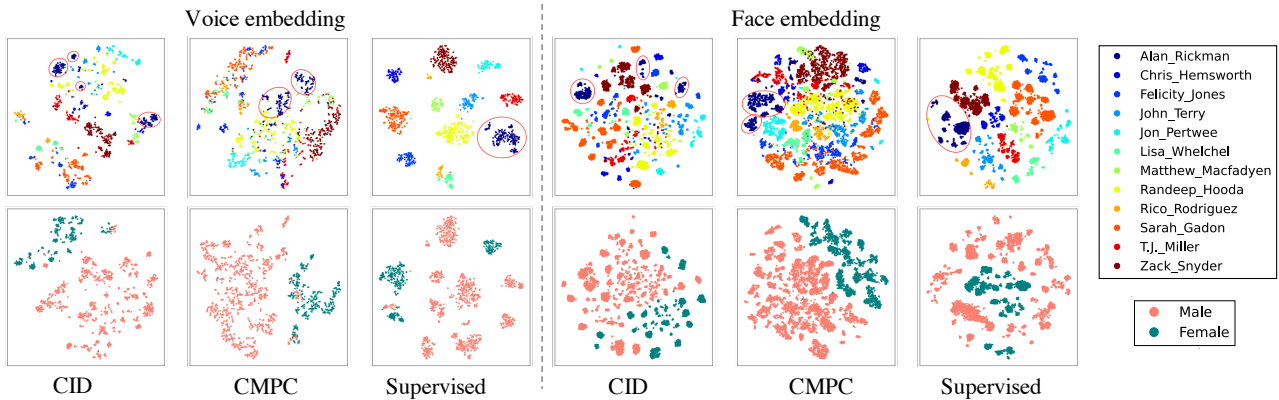 Voice embedding
Face embedding
Alan_Rickman
Chris_Hemsworth
Felicity_Jones
John_Terry
Jon_Pertwee
Lisa_Whelchel
Matthew_Macfadyen
Randeep_Hooda
Rico_Rodriguez
Sarah_Gadon
T.J._Miller
Zack_Snyder
Male
Female
CID
CMPC
Supervised
CID
CMPC
Supervised